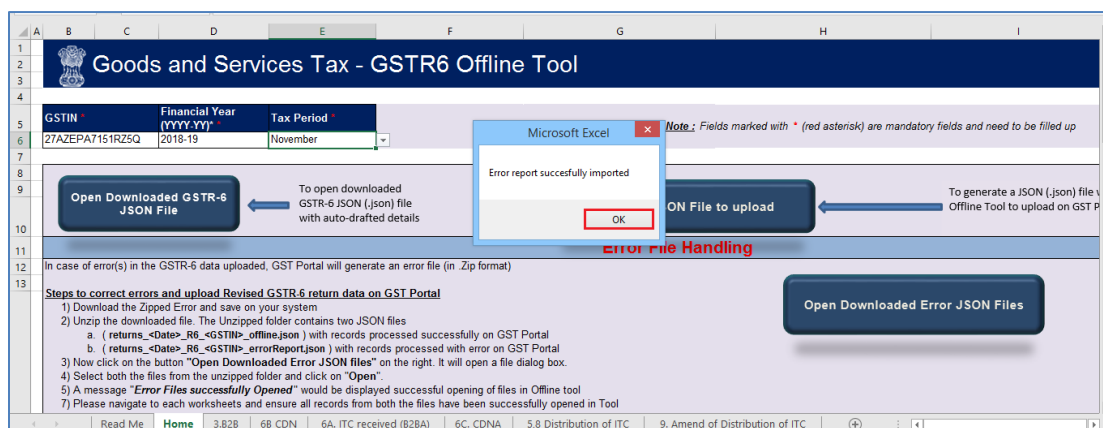 A B C D E F G H I
1
2
3
4
5
6
7
8
9
10
11
12
13
Goods and Services Tax - GSTR6 Offline Tool
GSTIN *
Financial Year
(YYYY-YY)* *
Tax Period *
27AZEPA7151RZ5Q
2018-19
November
Note : Fields marked with * (red asterisk) are mandatory fields and need to be filled up
Microsoft Excel
Error report succesfully imported
OK
Open Downloaded GSTR-6
JSON File
To open downloaded
GSTR-6 JSON (.json) file
with auto-drafted details
ON File to upload
To generate a JSON (.json) file
Offline Tool to upload on GST P
Error File Handling
In case of error(s) in the GSTR-6 data uploaded, GST Portal will generate an error file (in .Zip format)
Steps to correct errors and upload Revised GSTR-6 return data on GST Portal
1) Download the Zipped Error and save on your system
2) Unzip the downloaded file. The Unzipped folder contains two JSON files
a. ( returns_<Date>_R6_<GSTIN>_offline.json ) with records processed successfully on GST Portal
b. ( returns_<Date>_R6_<GSTIN>_errorReport.json ) with records processed with error on GST Portal
3) Now click on the button "Open Downloaded Error JSON files" on the right. It will open a file dialog box.
4) Select both the files from the unzipped folder and click on "Open".
5) A message "Error Files successfully Opened" would be displayed successful opening of files in Offline tool
7) Please navigate to each worksheets and ensure all records from both the files have been successfully opened in Tool
Open Downloaded Error JSON Files
Read Me Home 3.B2B 6B CDN 6A. ITC received (B2BA) 6C. CDNA 5.8 Distribution of ITC 9. Amend of Distribution of ITC